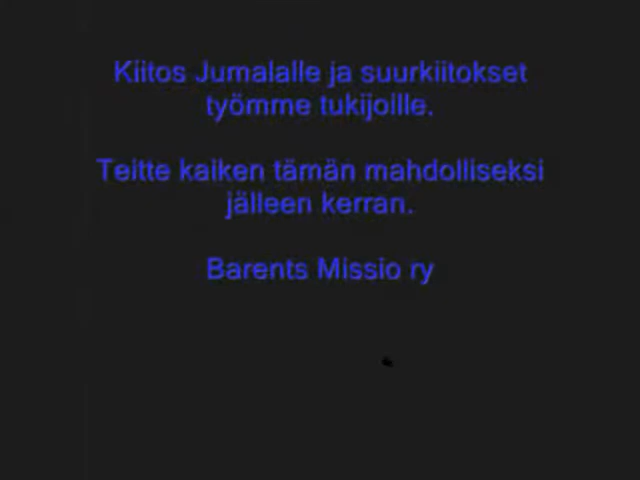 Kiitos Jumalalle ja suurkiitokset
työmme tukijoille.
Teitte kaiken tämän mahdolliseksi
jälleen kerran.
Barents Missio ry